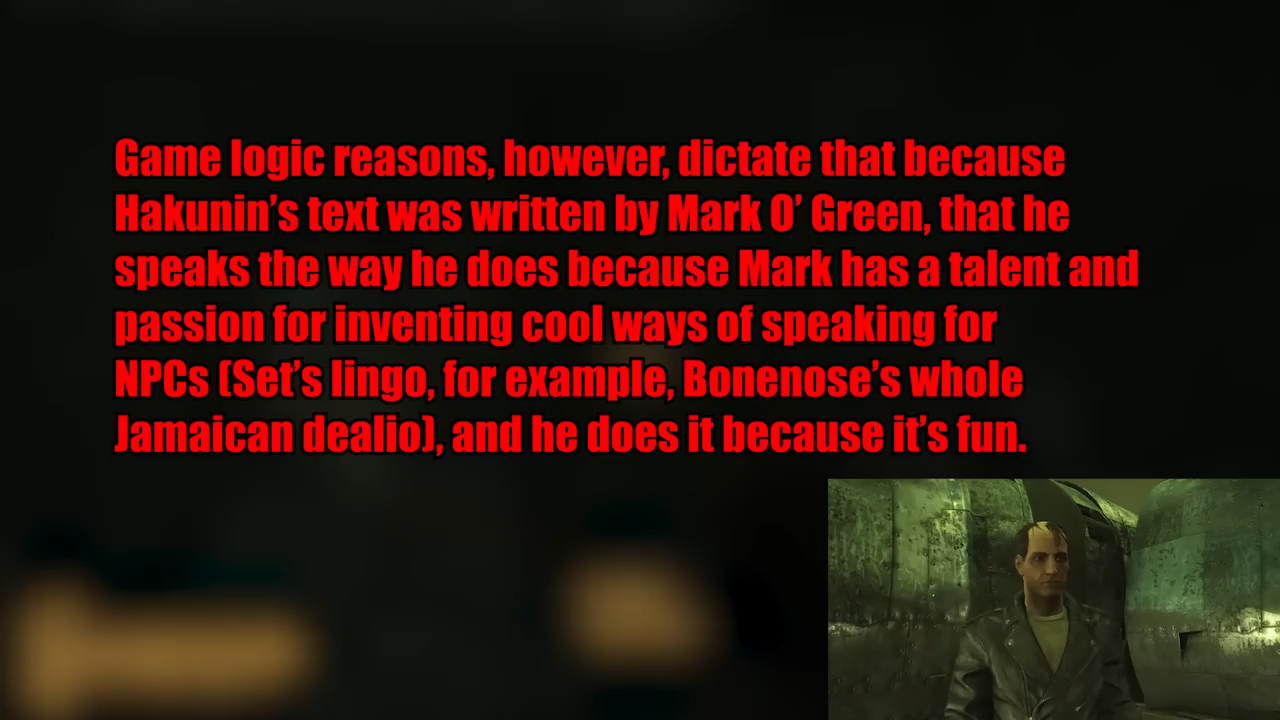 Game logic reasons, however, dictate that because
Hakunin’s text was written by Mark O’ Green, that he
speaks the way he does because Mark has a talent and
passion for inventing cool ways of speaking for
NPCs (Set’s lingo, for example, Bonenose’s whole
Jamaican dealio), and he does it because it’s fun.